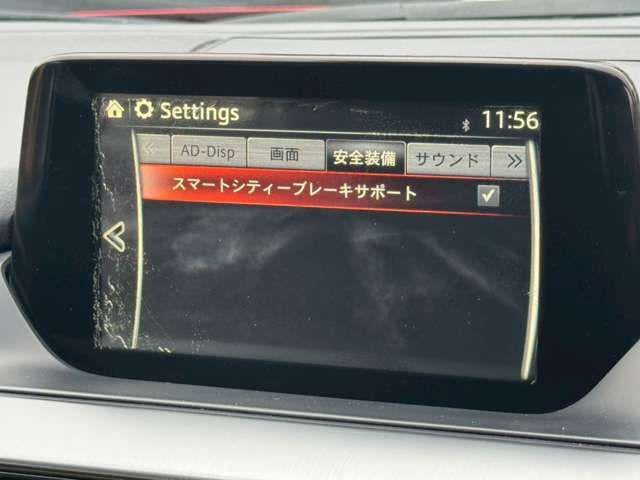 Settings 11:56
AD-Disp 画面 安全装備 サウンド
スマートシティーブレーキサポート